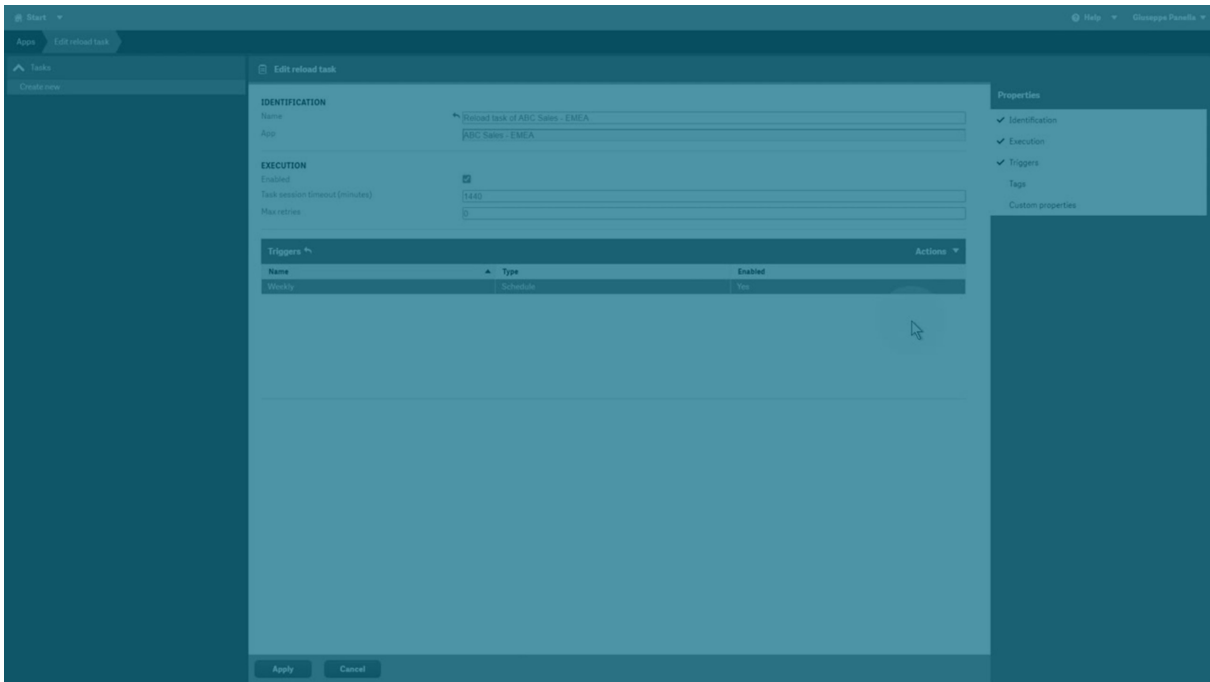 Start Help Giuseppe Panella
Apps Edit reload task
Tasks
Create new
Edit reload task
IDENTIFICATION
Name Reload task of ABC Sales - EMEA
App ABC Sales - EMEA
EXECUTION
Enabled
Task session timeout (minutes) 1440
Max retries 0
Triggers Actions
Name Type Enabled
Weekly Schedule Yes
Apply Cancel
Properties
Identification
Execution
Triggers
Tags
Custom properties